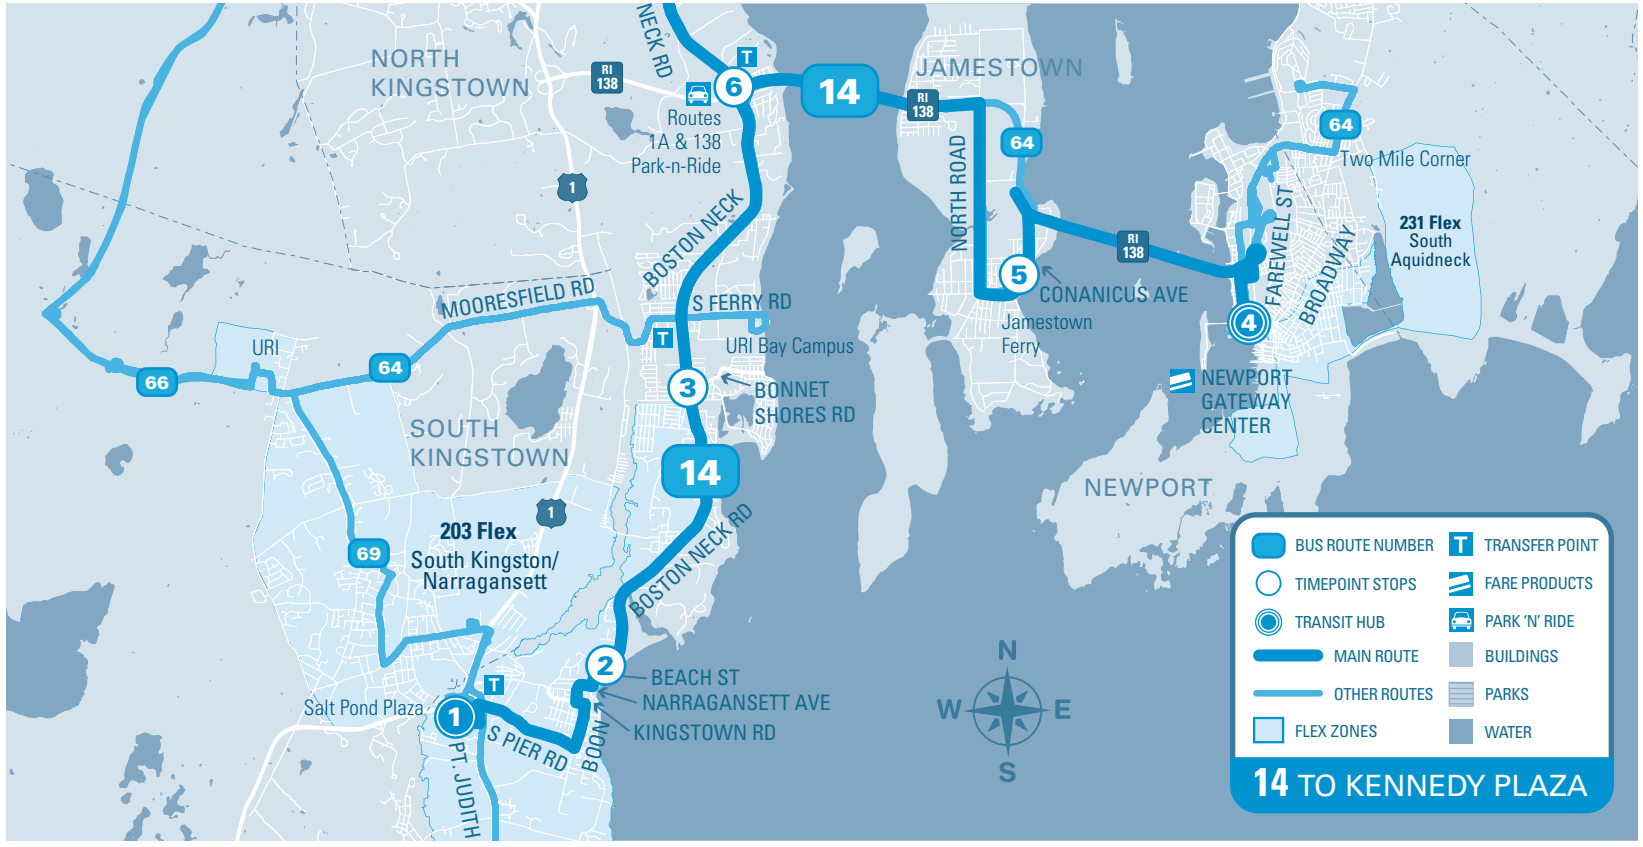 NECK RD
NORTH
KINGSTOWN
RI
138
T
6
14
Routes
1A & 138
Park-n-Ride
JAMESTOWN
RI
138
64
NORTH ROAD
64
Two Mile Corner
1
BOSTON NECK
FAREWELL ST
BROADWAY
231 Flex
South
Aquidneck
RI
138
5
CONANICUS AVE
Jamestown
Ferry
4
MOORESFIELD RD
S FERRY RD
T
URI Bay Campus
URI
66
64
3
BONNET
SHORES RD
NEWPORT
GATEWAY
CENTER
SOUTH
KINGSTOWN
14
NEWPORT
1
203 Flex
South Kingston/
Narragansett
69
BOSTON NECK RD
2
BEACH ST
NARRAGANSETT AVE
KINGSTOWN RD
T
Salt Pond Plaza
1
S PIER RD
BOON
PT. JUDITH
N
W
E
S
BUS ROUTE NUMBER
T TRANSFER POINT
TIMEPOINT STOPS
FARE PRODUCTS
TRANSIT HUB
PARK 'N' RIDE
MAIN ROUTE
BUILDINGS
OTHER ROUTES
PARKS
FLEX ZONES
WATER
14 TO KENNEDY PLAZA